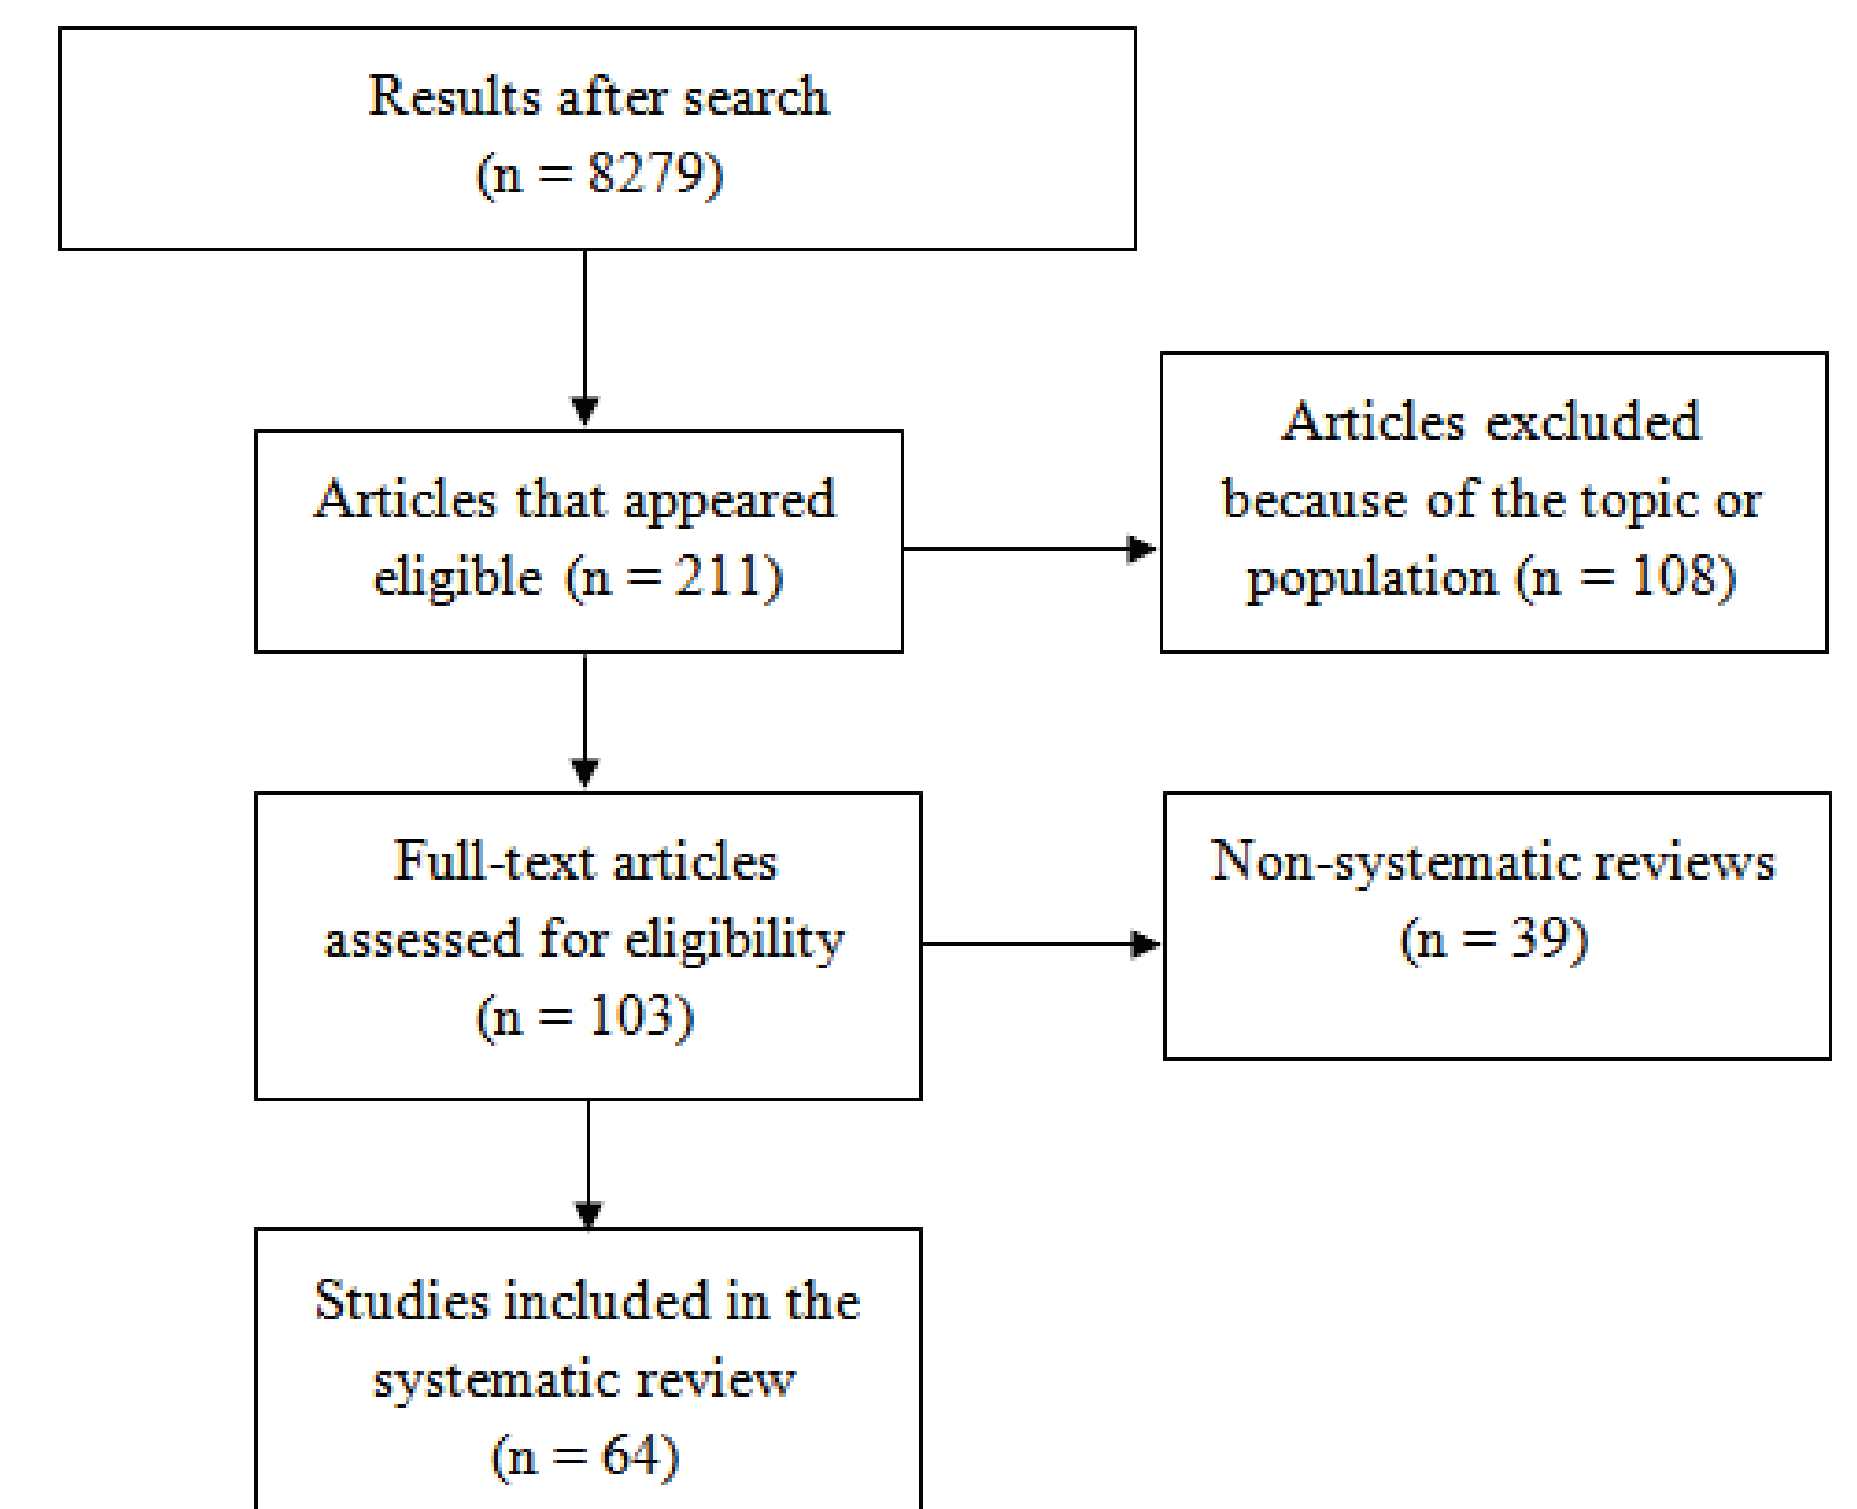 Results after search
(n = 8279)
Articles that appeared
eligible (n = 211)
Articles excluded
because of the topic or
population (n = 108)
Full-text articles
assessed for eligibility
(n = 103)
Non-systematic reviews
(n = 39)
Studies included in the
systematic review
(n = 64)